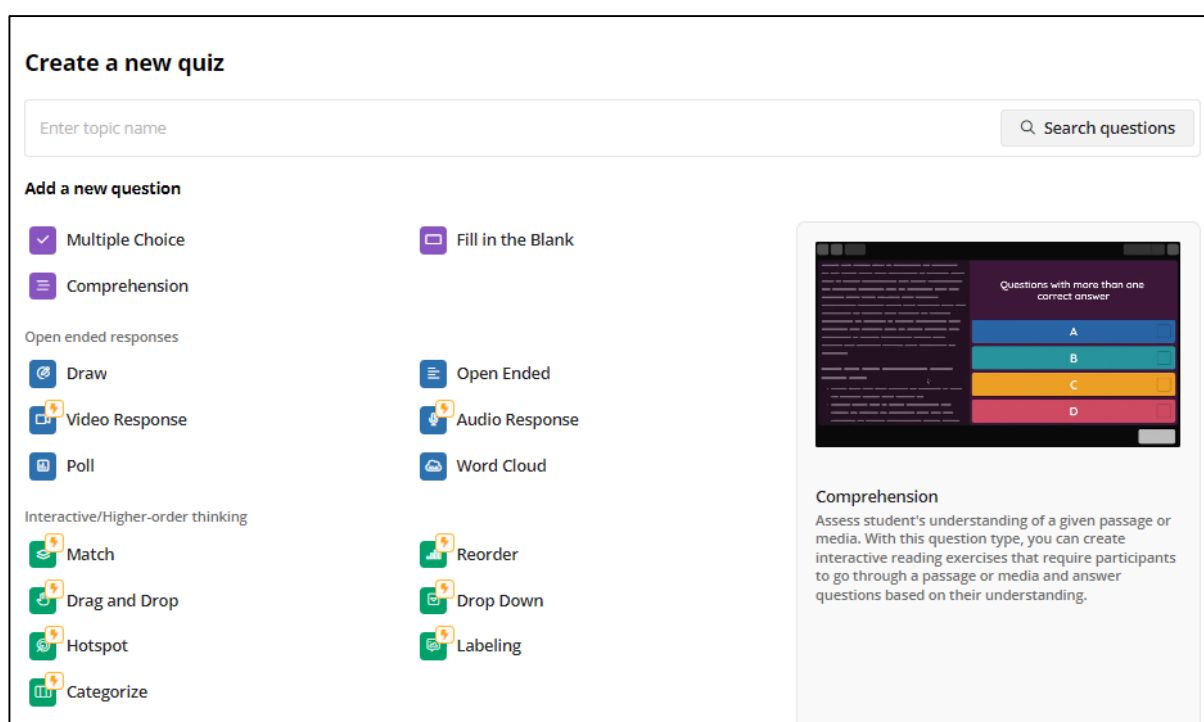 Create a new quiz
Enter topic name
Search questions
Add a new question
Multiple Choice
Fill in the Blank
Comprehension
Open ended responses
Draw
Open Ended
Video Response
Audio Response
Poll
Word Cloud
Interactive/Higher-order thinking
Match
Reorder
Drag and Drop
Drop Down
Hotspot
Labeling
Categorize
Questions with more than one
correct answer
A
B
C
D
Comprehension
Assess student's understanding of a given passage or
media. With this question type, you can create
interactive reading exercises that require participants
to go through a passage or media and answer
questions based on their understanding.